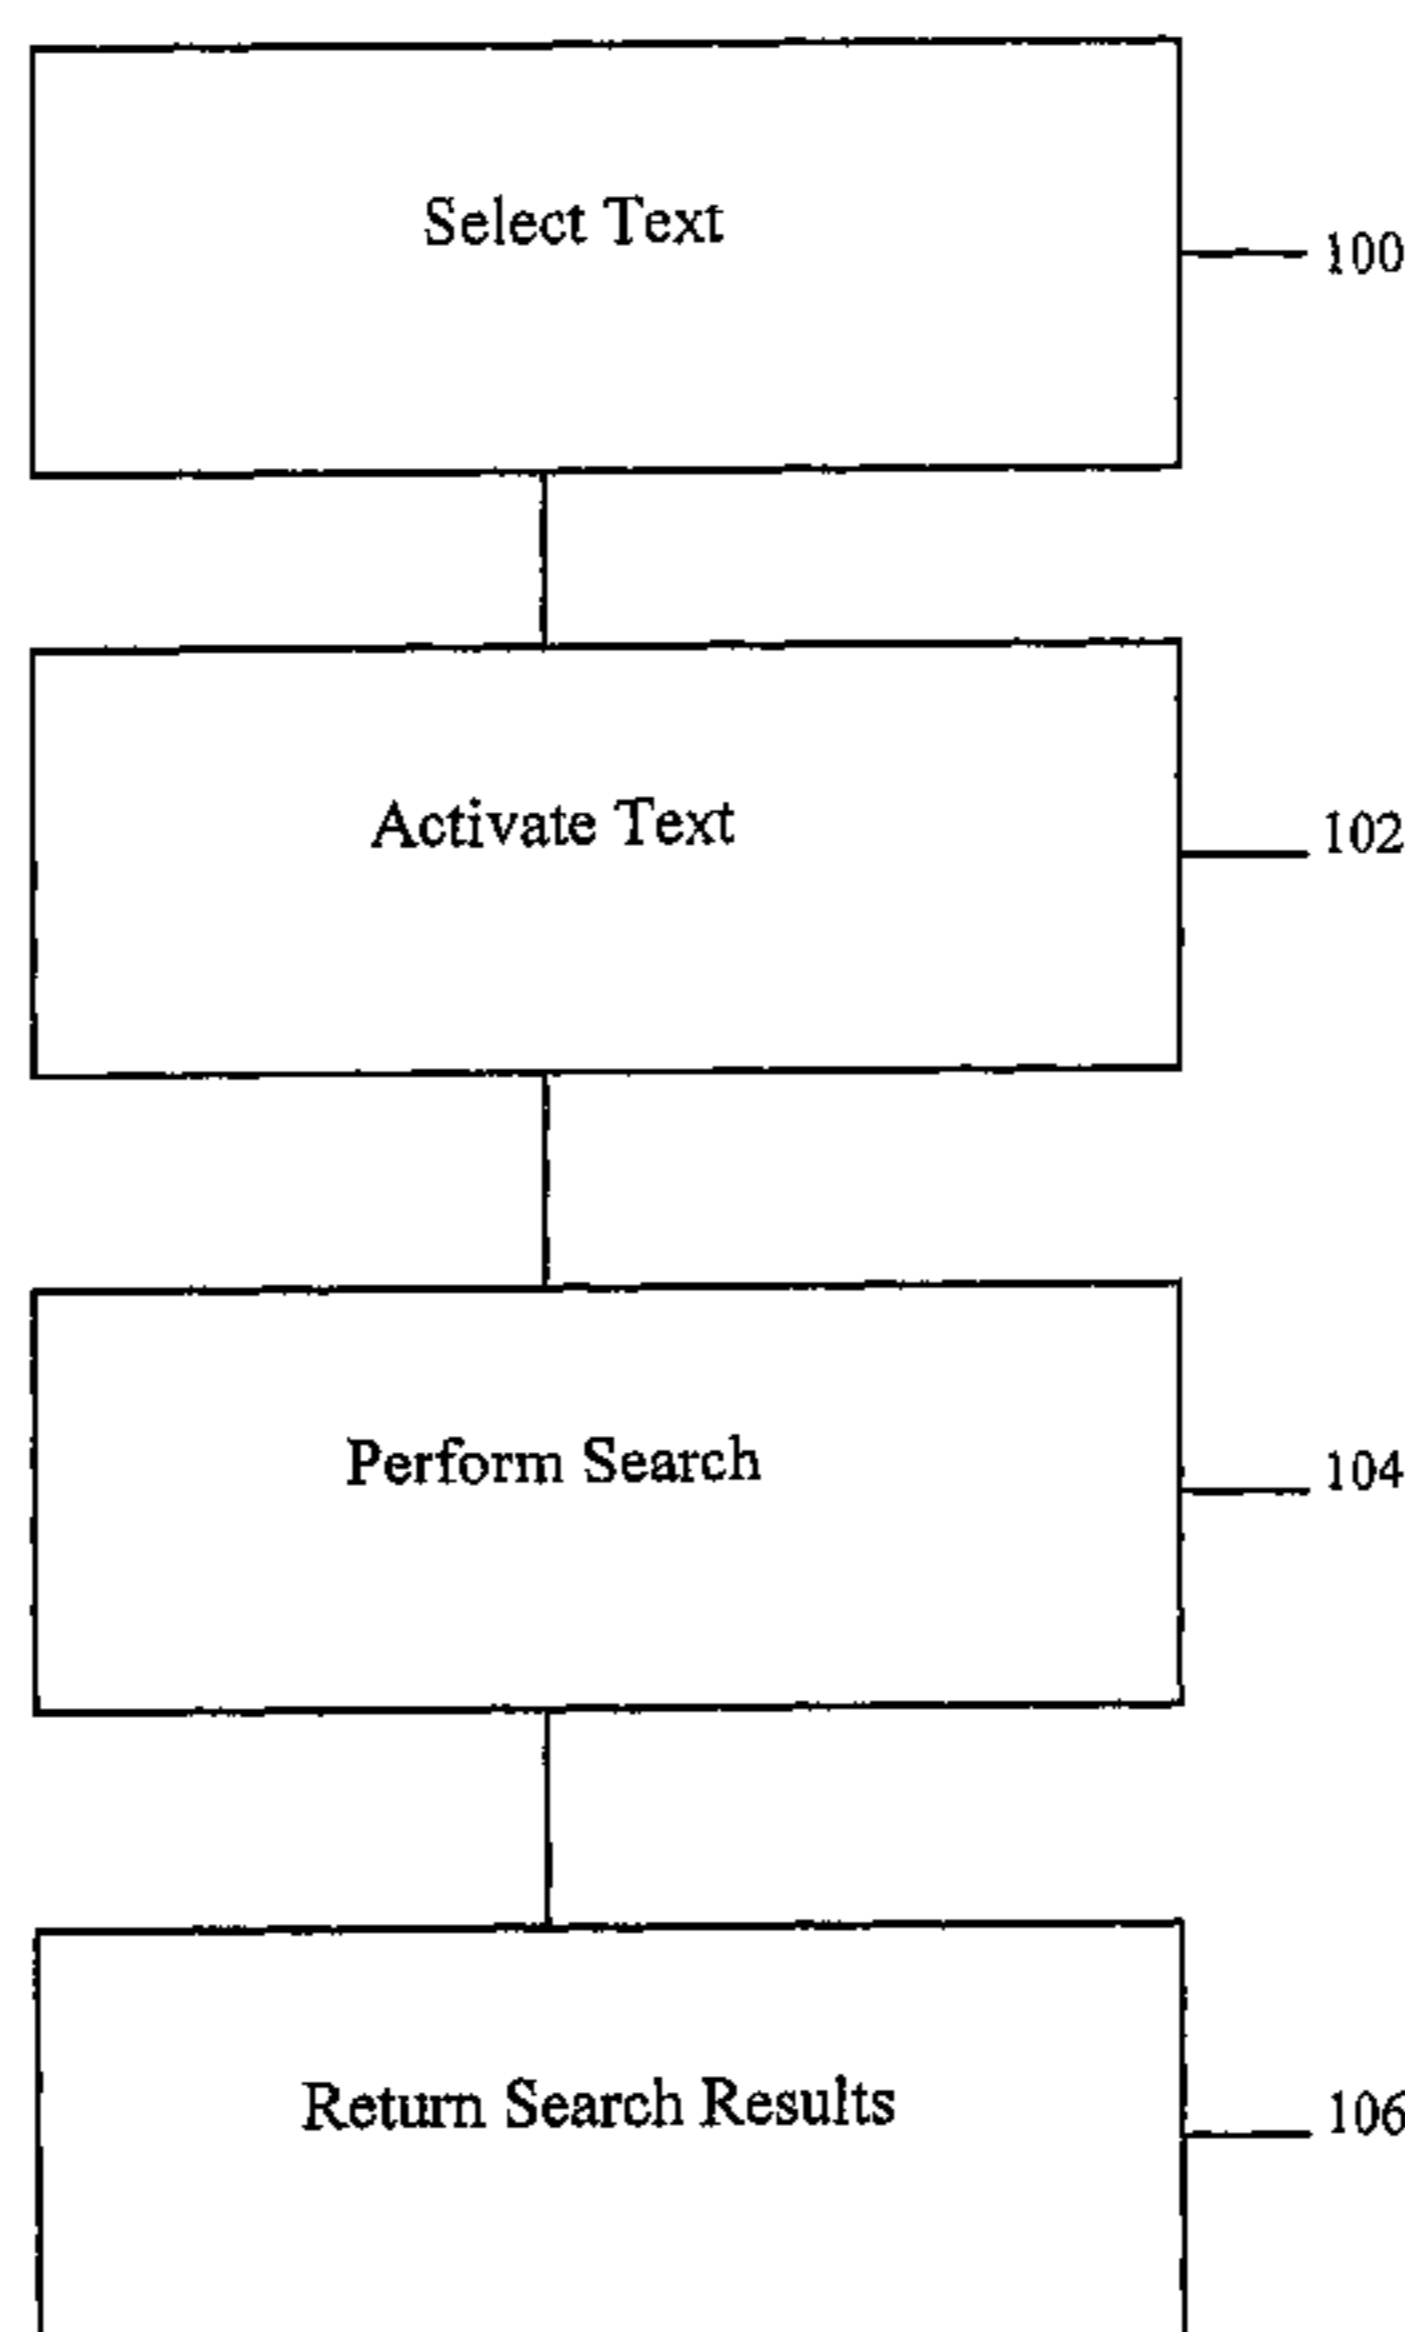 Select Text
100
Activate Text
102
Perform Search
104
Return Search Results
106